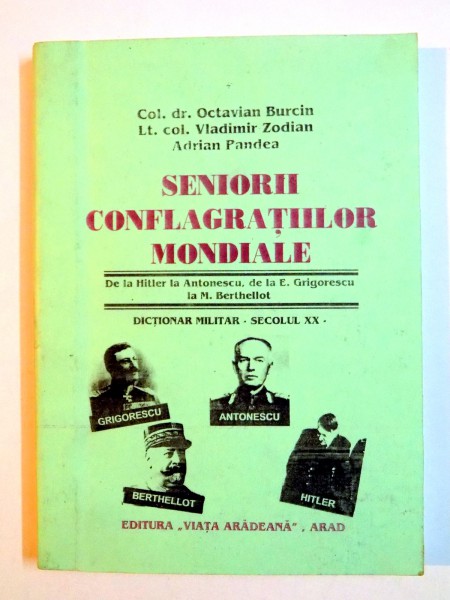 Col. dr. Octavian Burcin
Lt. col. Vladimir Zodian
Adrian Pandea
SENIORII
CONFLAGRAȚIILOR
MONDIALE
De la Hitler la Antonescu, de la E. Grigorescu
la M. Berthellot
DICȚIONAR MILITAR · SECOLUL XX ·
GRIGORESCU
ANTONESCU
BERTHELLOT
HITLER
EDITURA „VIAȚA ARĂDEANĂ" , ARAD